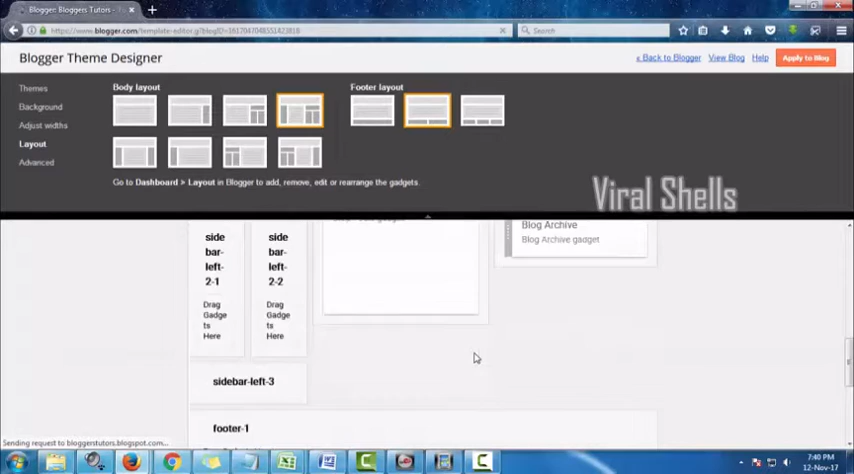 Blogger: Bloggers Tutors -
https://www.blogger.com/template-editor.g?blogID=
Search
Blogger Theme Designer
« Back to Blogger View Blog Help Apply to Blog
Themes
Background
Adjust widths
Layout
Advanced
Body layout
Footer layout
Go to Dashboard > Layout in Blogger to add, remove, edit or rearrange the gadgets.
Viral Shells
side
bar-
left-
2-1
Drag
Gadge
ts
Here
side
bar-
left-
2-2
Drag
Gadge
ts
Here
Blog Archive
Blog Archive gadget
sidebar-left-3
footer-1
Sending request to bloggerstutors.blogspot.com...
7:40 PM
12-Nov-17